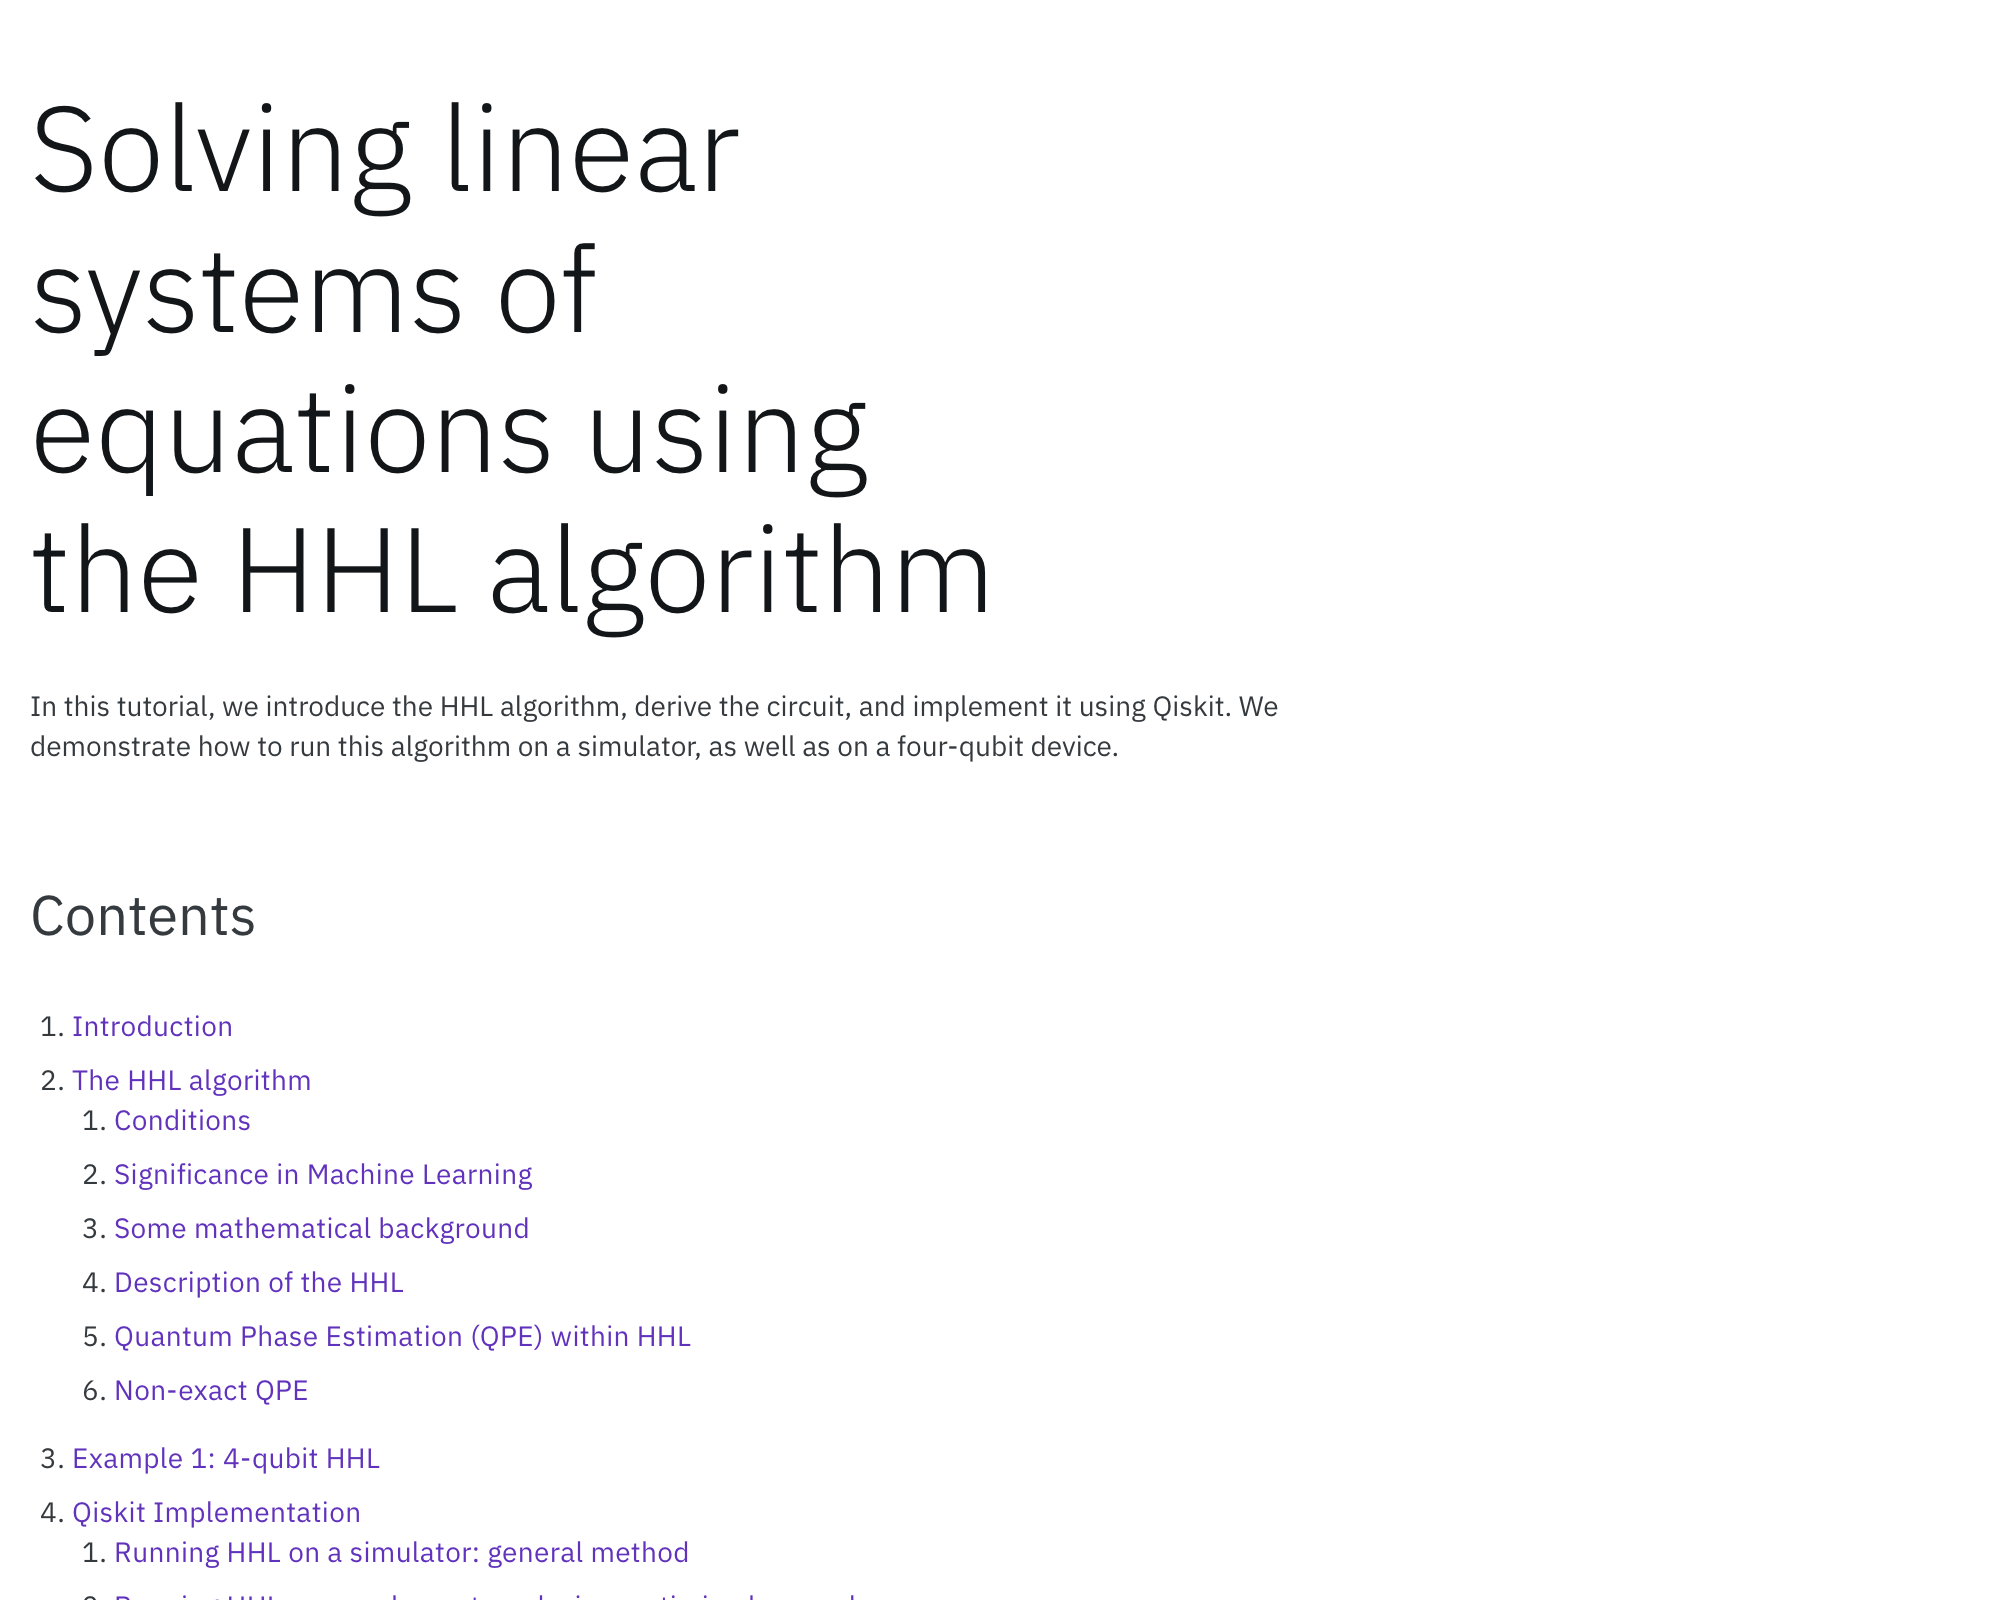 Solving linear
systems of
equations using
the HHL algorithm
In this tutorial, we introduce the HHL algorithm, derive the circuit, and implement it using Qiskit. We
demonstrate how to run this algorithm on a simulator, as well as on a four-qubit device.
Contents
1. Introduction
2. The HHL algorithm
1. Conditions
2. Significance in Machine Learning
3. Some mathematical background
4. Description of the HHL
5. Quantum Phase Estimation (QPE) within HHL
6. Non-exact QPE
3. Example 1: 4-qubit HHL
4. Qiskit Implementation
1. Running HHL on a simulator: general method